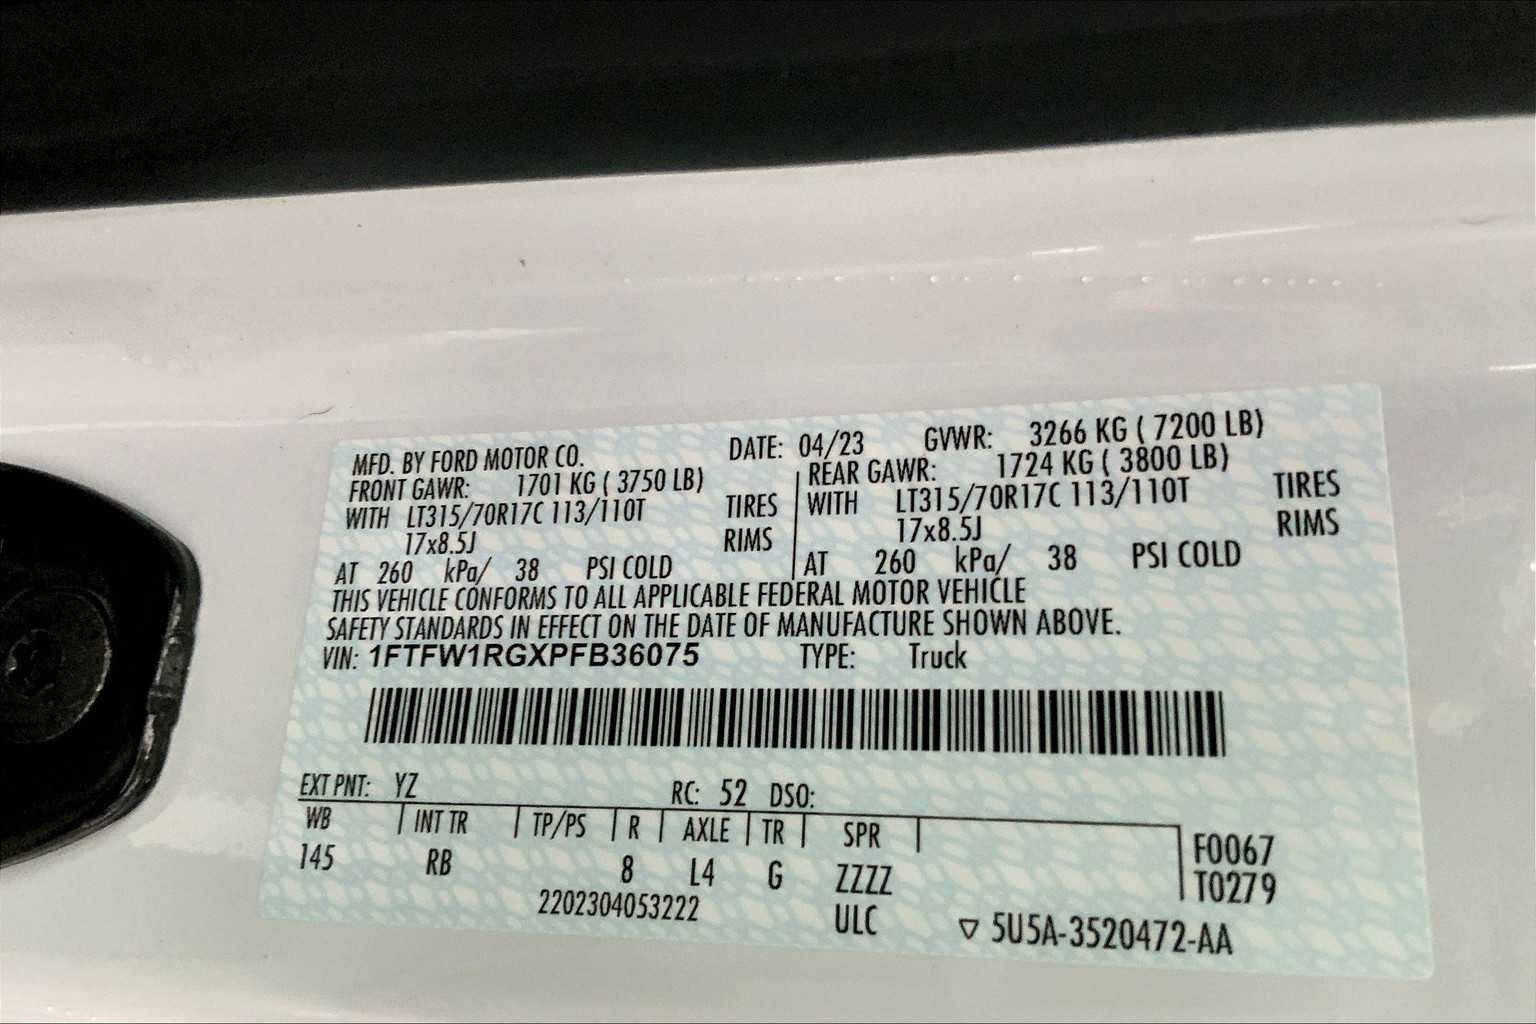 MFD. BY FORD MOTOR CO. DATE: 04/23 GVWR: 3266 KG ( 7200 LB)
FRONT GAWR: 1701 KG ( 3750 LB) REAR GAWR: 1724 KG ( 3800 LB)
WITH LT315/70R17C 113/110T TIRES WITH LT315/70R17C 113/110T TIRES
17x8.5J RIMS 17x8.5J RIMS
AT 260 kPa/ 38 PSI COLD AT 260 kPa/ 38 PSI COLD
THIS VEHICLE CONFORMS TO ALL APPLICABLE FEDERAL MOTOR VEHICLE
SAFETY STANDARDS IN EFFECT ON THE DATE OF MANUFACTURE SHOWN ABOVE.
VIN: 1FTFW1RGXPFB36075 TYPE: Truck
EXT PNT: YZ RC: 52 DSO:
WB INT TR TP/PS R AXLE TR SPR F0067
145 RB 8 L4 G ZZZZ T0279
2202304053222 ULC ▽ 5U5A-3520472-AA